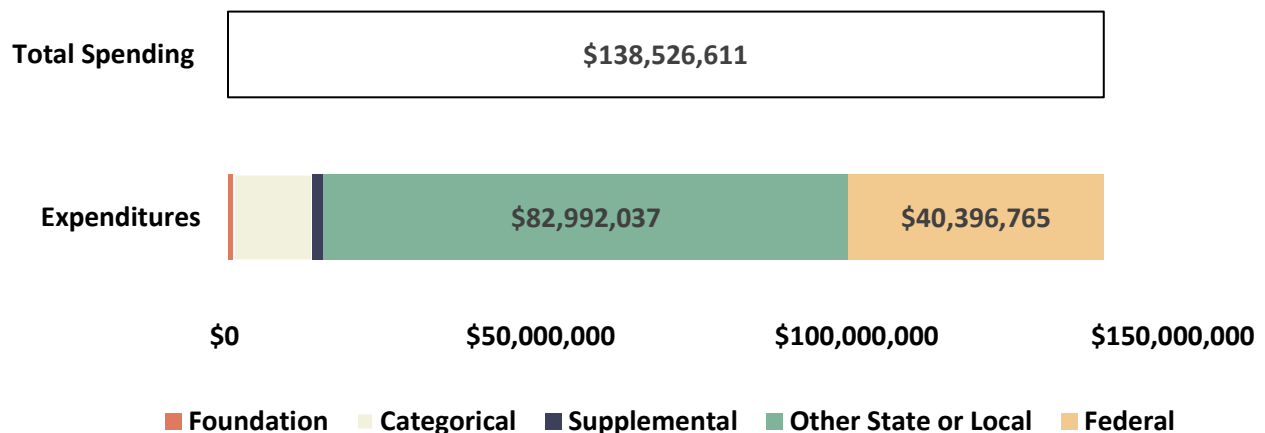 Total Spending $138,526,611
Expenditures $82,992,037 $40,396,765
$0 $50,000,000 $100,000,000 $150,000,000
Foundation Categorical Supplemental Other State or Local Federal